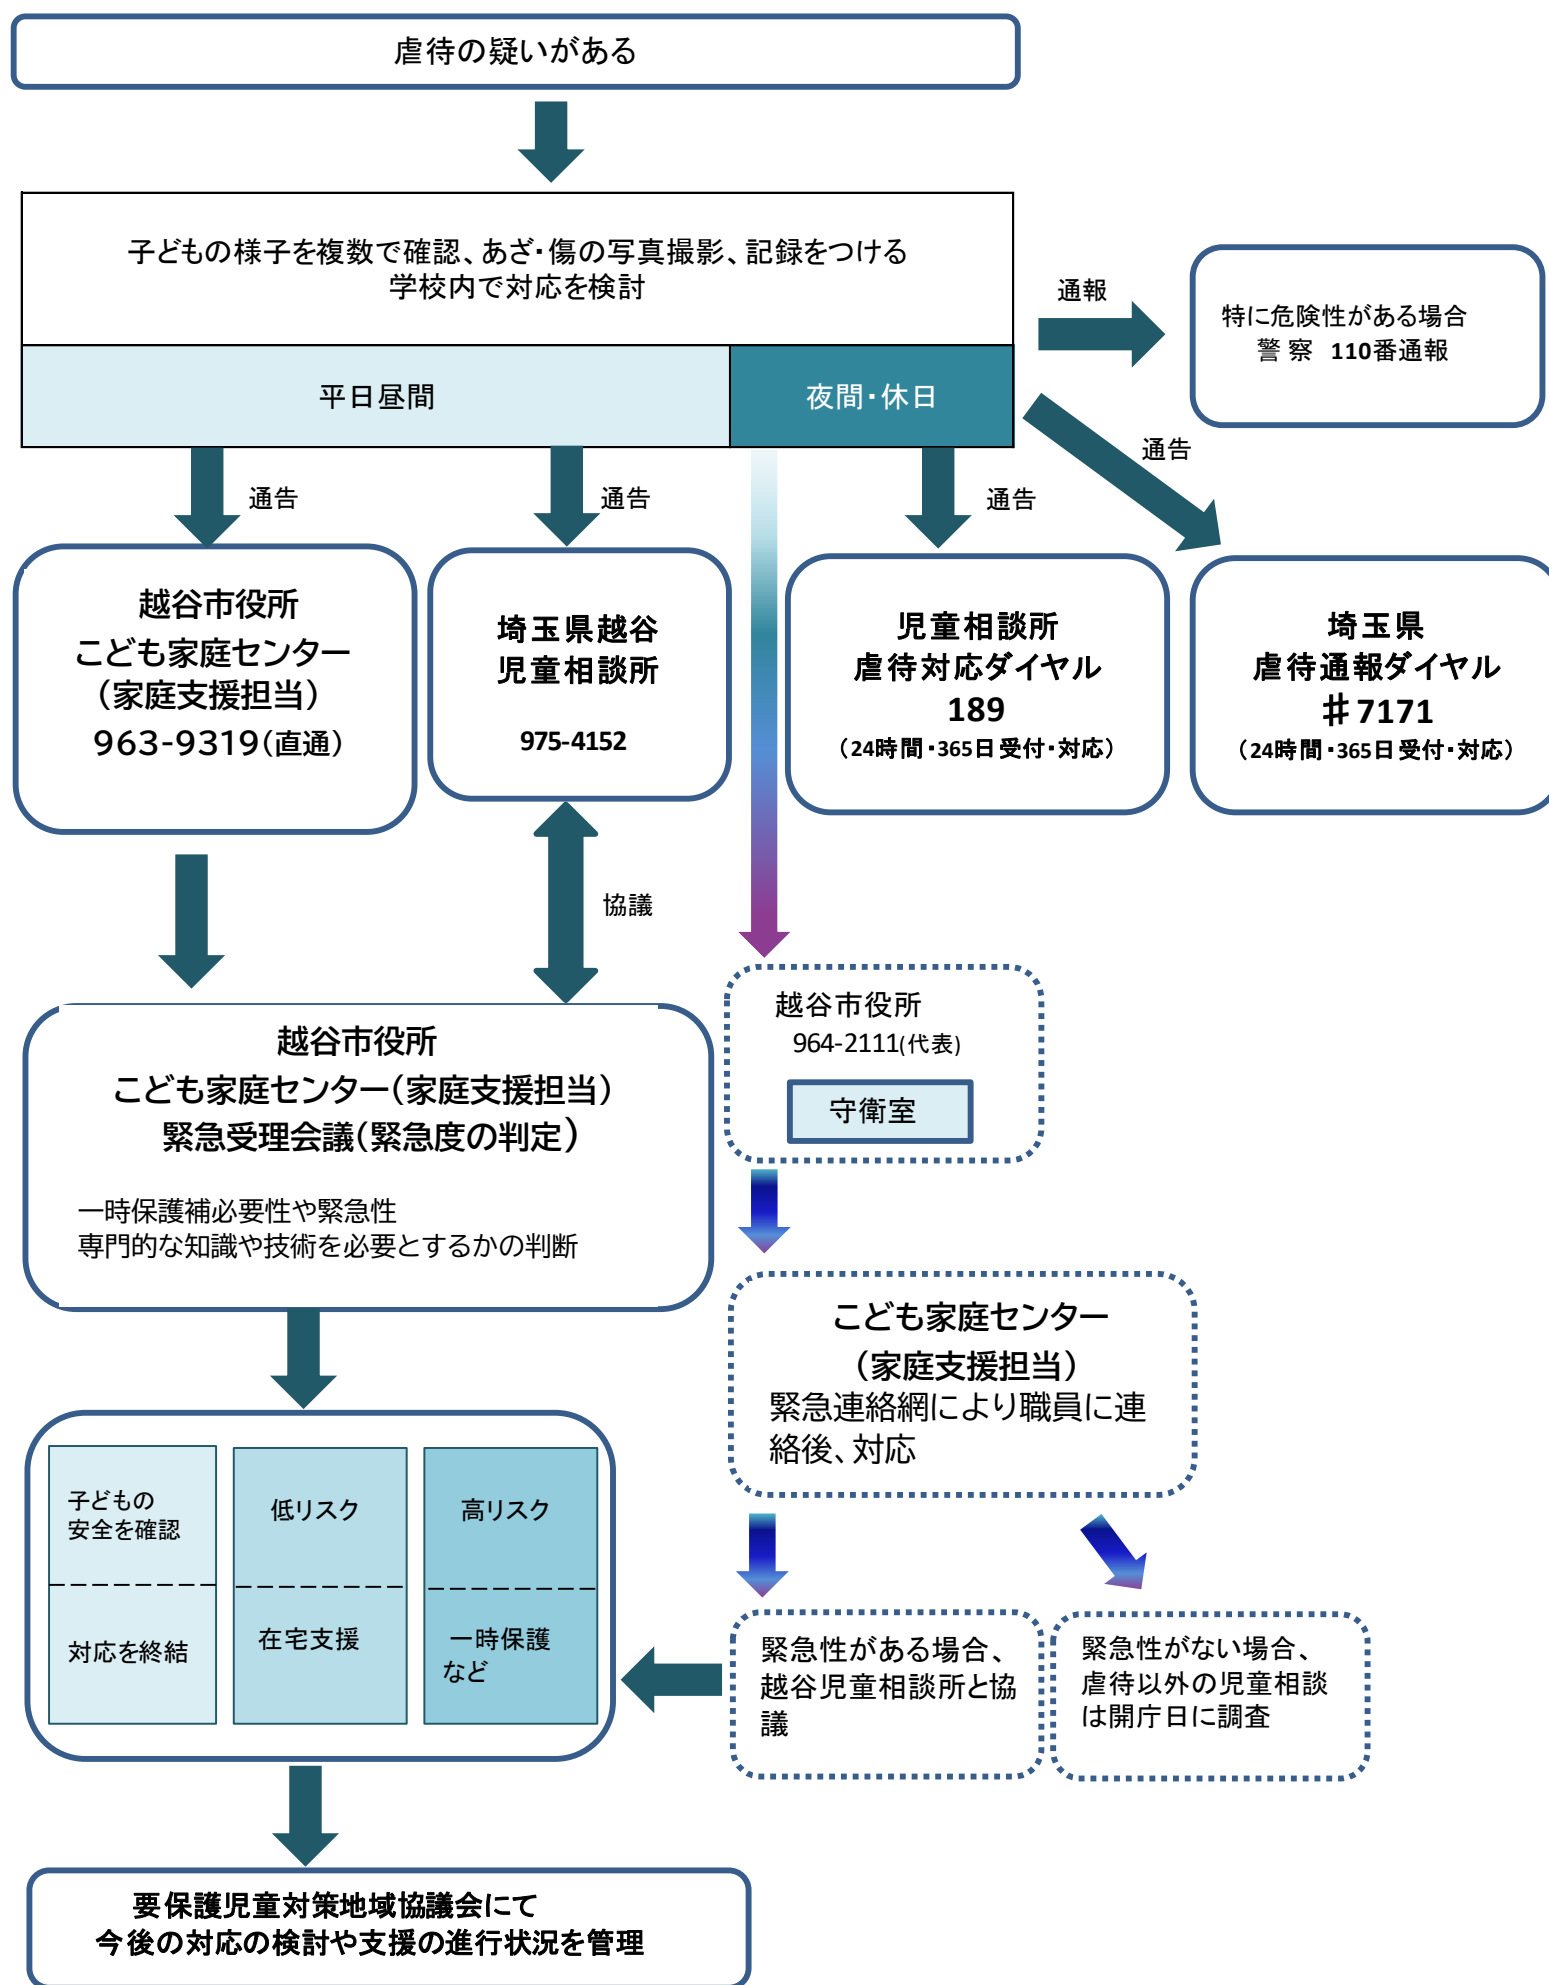 虐待の疑いがある
子どもの様子を複数で確認、あざ・傷の写真撮影、記録をつける
学校内で対応を検討
通報
特に危険性がある場合
警 察 110番通報
平日昼間
夜間・休日
通告
通告
通告
通告
越谷市役所
こども家庭センター
（家庭支援担当）
963-9319（直通）
埼玉県越谷
児童相談所
975-4152
児童相談所
虐待対応ダイヤル
189
（24時間・365日 受付・対応）
埼玉県
虐待通報ダイヤル
♯7171
（24時間・365日 受付・対応）
協議
越谷市役所
964-2111(代表)
守衛室
越谷市役所
こども家庭センター（家庭支援担当）
緊急受理会議（緊急度の判定）
一時保護補必要性や緊急性
専門的な知識や技術を必要とするかの判断
こども家庭センター
（家庭支援担当）
緊急連絡網により職員に連
絡後、対応
子どもの
安全を確認
対応を終結
低リスク
在宅支援
高リスク
一時保護
など
緊急性がある場合、
越谷児童相談所と協
議
緊急性がない場合、
虐待以外の児童相談
は開庁日に調査
要保護児童対策地域協議会にて
今後の対応の検討や支援の進行状況を管理